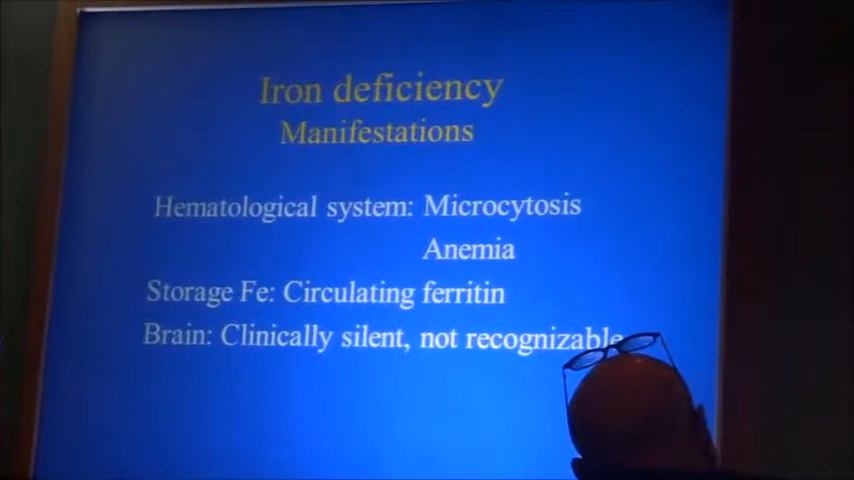 Iron deficiency
Manifestations
Hematological system: Microcytosis
Anemia
Storage Fe: Circulating ferritin
Brain: Clinically silent, not recognizable